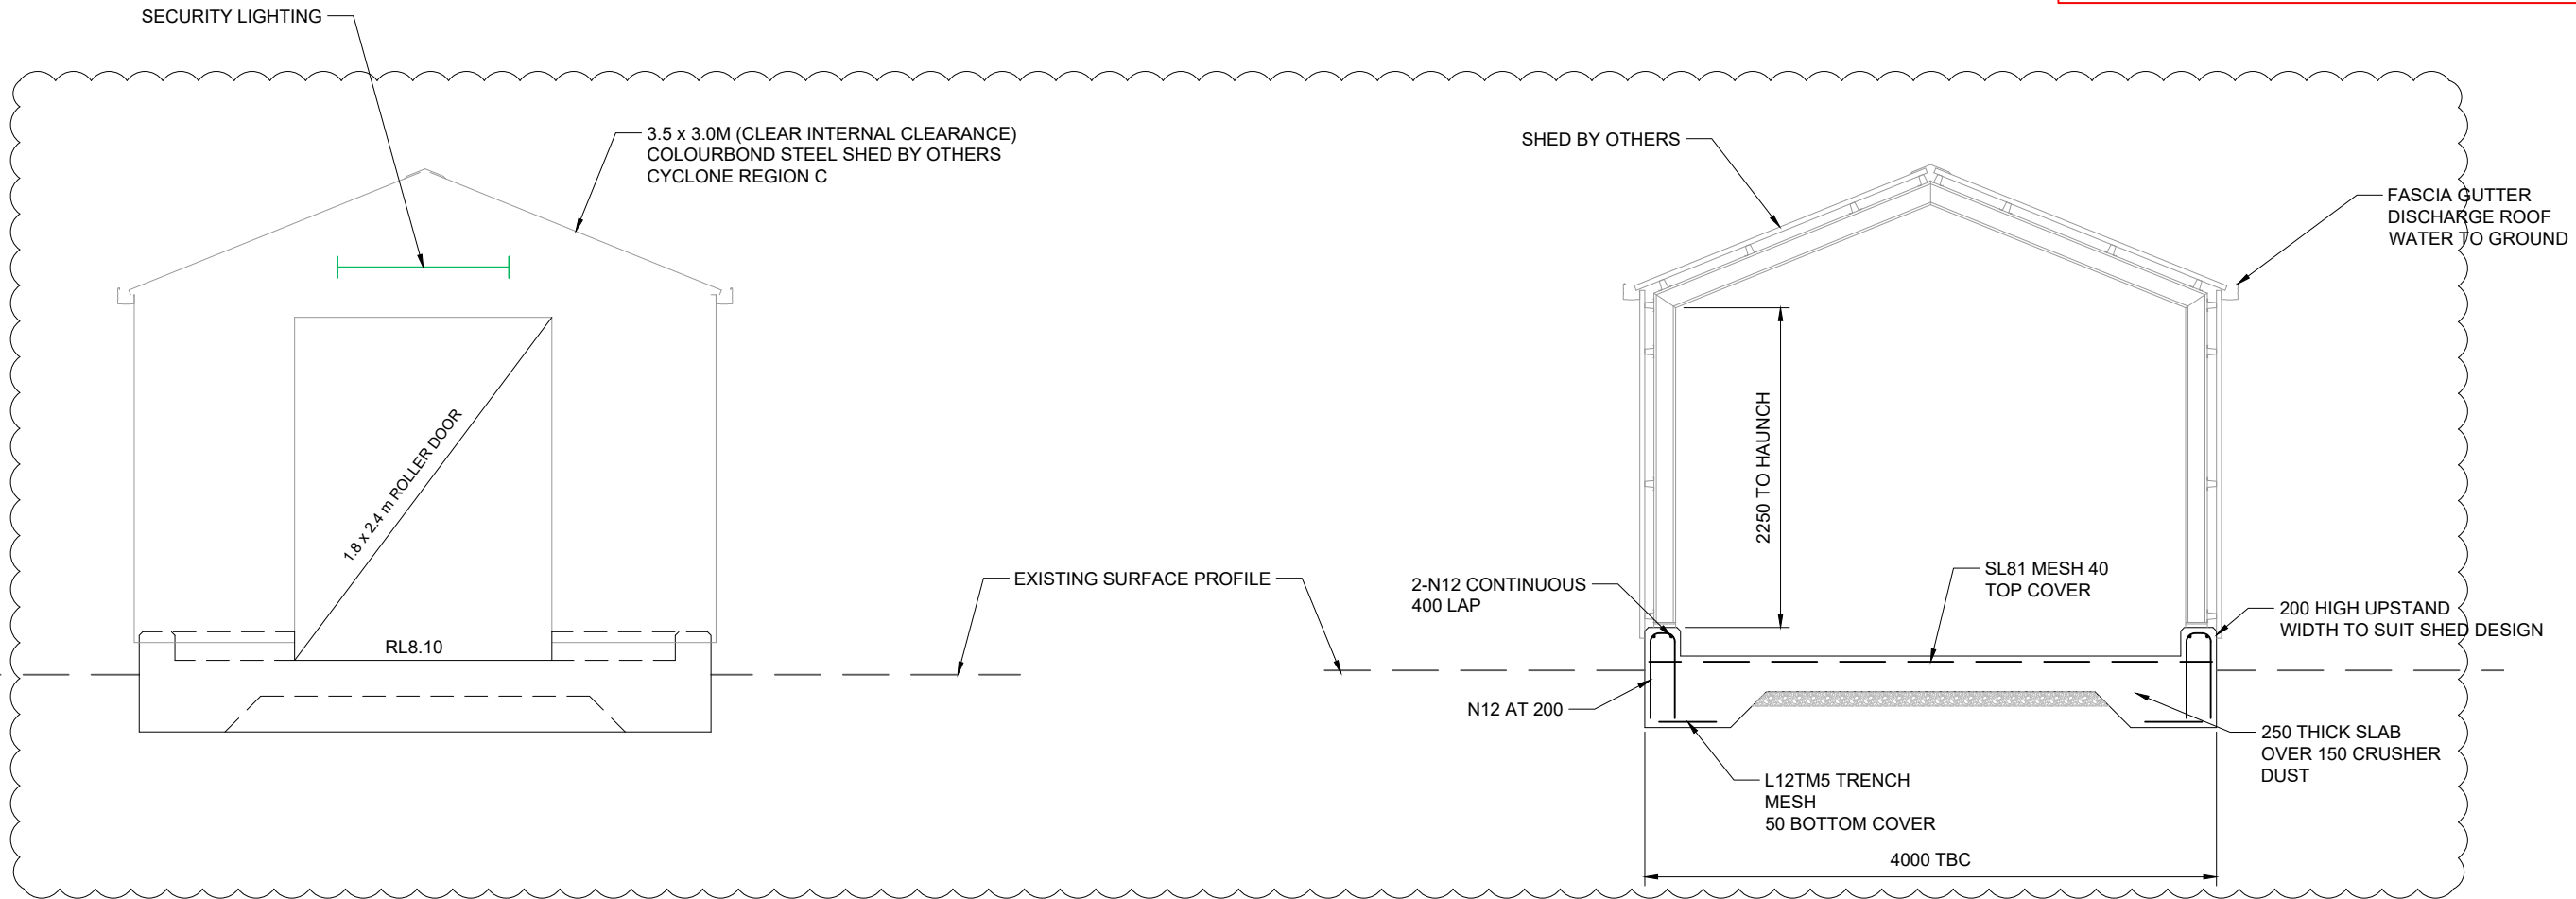 SECURITY LIGHTING
3.5 x 3.0M (CLEAR INTERNAL CLEARANCE)
COLOURBOND STEEL SHED BY OTHERS
CYCLONE REGION C
1.8 x 2.4 m ROLLER DOOR
RL8.10
EXISTING SURFACE PROFILE
SHED BY OTHERS
FASCIA GUTTER
DISCHARGE ROOF
WATER TO GROUND
2250 TO HAUNCH
2-N12 CONTINUOUS
400 LAP
SL81 MESH 40
TOP COVER
200 HIGH UPSTAND
WIDTH TO SUIT SHED DESIGN
N12 AT 200
250 THICK SLAB
OVER 150 CRUSHER
DUST
L12TM5 TRENCH
MESH
50 BOTTOM COVER
4000 TBC